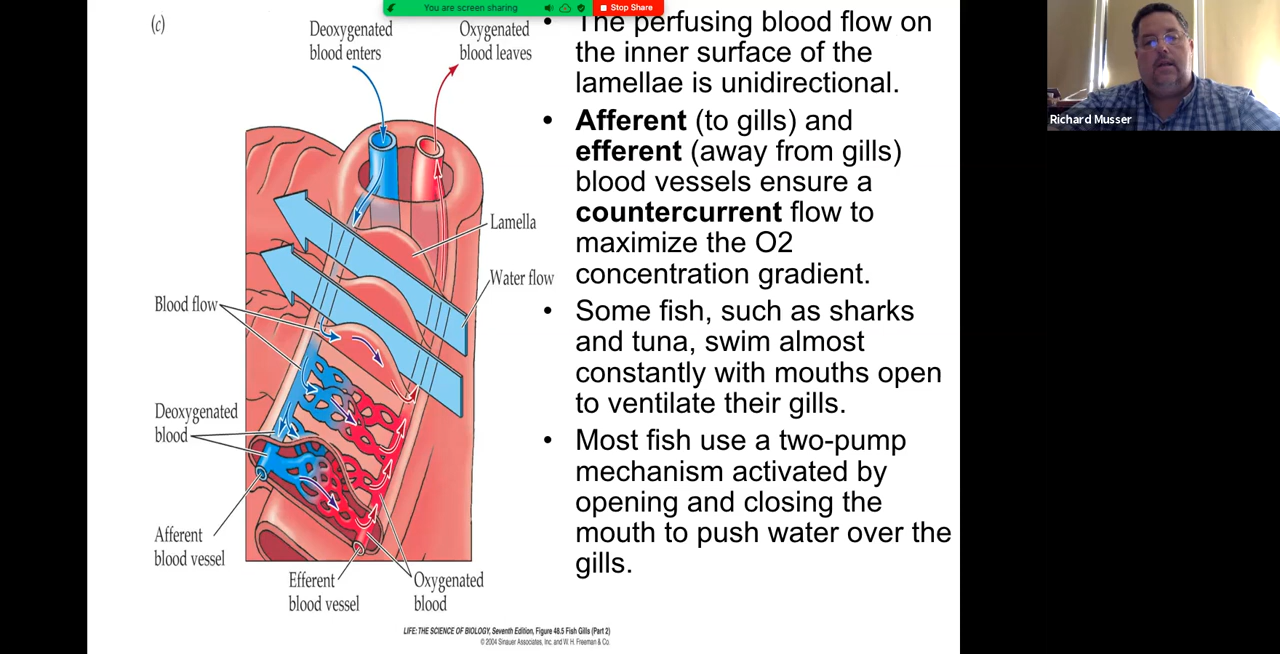 You are screen sharing
Stop Share
(c)
Deoxygenated
blood enters
Oxygenated
blood leaves
Lamella
Water flow
Blood flow
Deoxygenated
blood
Afferent
blood vessel
Efferent
blood vessel
Oxygenated
blood
LIFE: THE SCIENCE OF BIOLOGY, Seventh Edition, Figure 48.5 Fish Gills (Part 2)
© 2004 Sinauer Associates, Inc. and W. H. Freeman & Co.
• The perfusing blood flow on
the inner surface of the
lamellae is unidirectional.
• Afferent (to gills) and
efferent (away from gills)
blood vessels ensure a
countercurrent flow to
maximize the O2
concentration gradient.
• Some fish, such as sharks
and tuna, swim almost
constantly with mouths open
to ventilate their gills.
• Most fish use a two-pump
mechanism activated by
opening and closing the
mouth to push water over the
gills.
Richard Musser